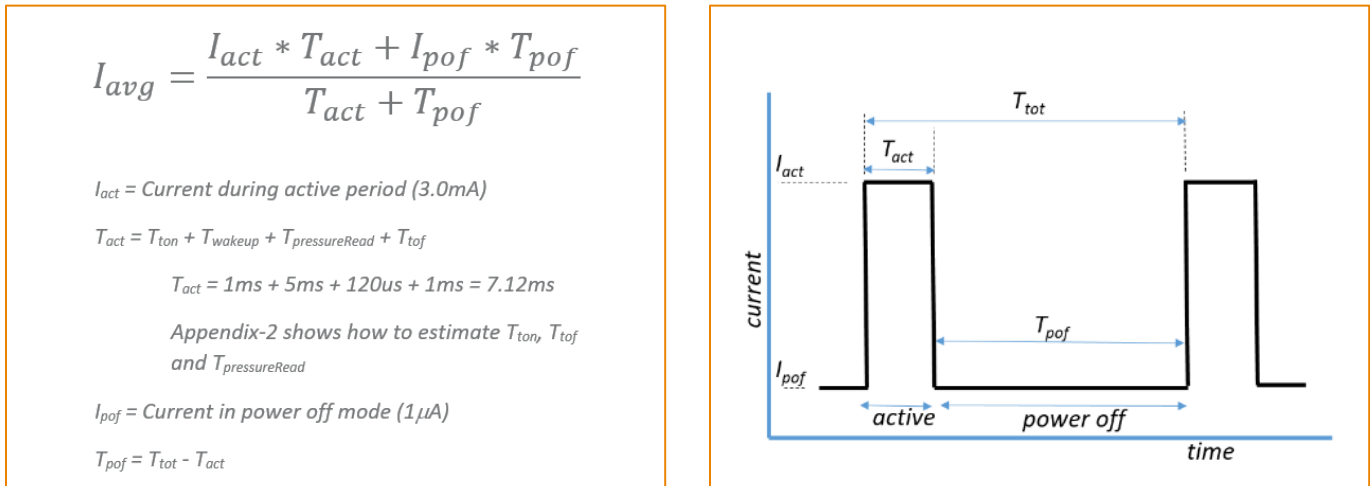 I_avg = (I_act * T_act + I_pof * T_pof) / (T_act + T_pof)
I_act = Current during active period (3.0mA)
T_act = T_ton + T_wakeup + T_pressureRead + T_tof
T_act = 1ms + 5ms + 120us + 1ms = 7.12ms
Appendix-2 shows how to estimate T_ton, T_tof
and T_pressureRead
I_pof = Current in power off mode (1µA)
T_pof = T_tot - T_act
T_tot
T_act
I_act
current
T_pof
I_pof
active
power off
time